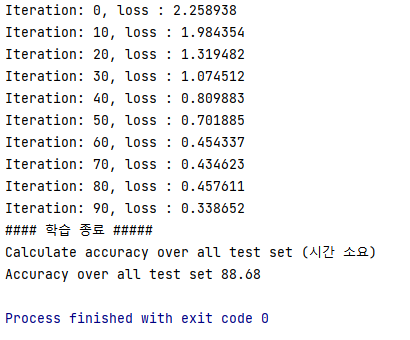 Iteration: 0, loss : 2.258938
Iteration: 10, loss : 1.984354
Iteration: 20, loss : 1.319482
Iteration: 30, loss : 1.074512
Iteration: 40, loss : 0.809883
Iteration: 50, loss : 0.701885
Iteration: 60, loss : 0.454337
Iteration: 70, loss : 0.434623
Iteration: 80, loss : 0.457611
Iteration: 90, loss : 0.338652
#### 학습 종료 #####
Calculate accuracy over all test set (시간 소요)
Accuracy over all test set 88.68
Process finished with exit code 0